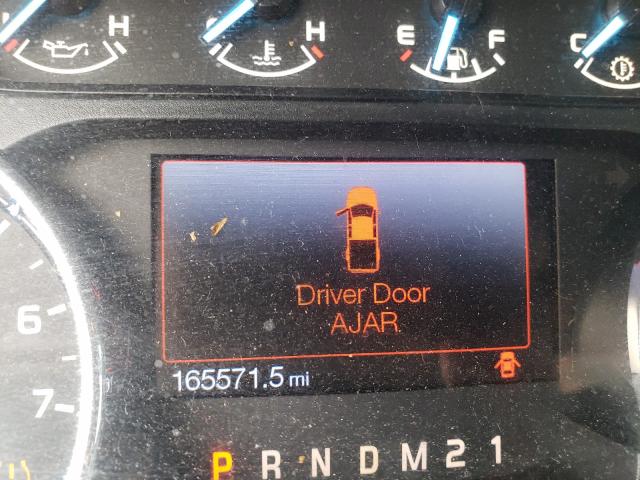 H H E F C
6
7
Driver Door
AJAR
165571.5 mi
P R N D M 2 1